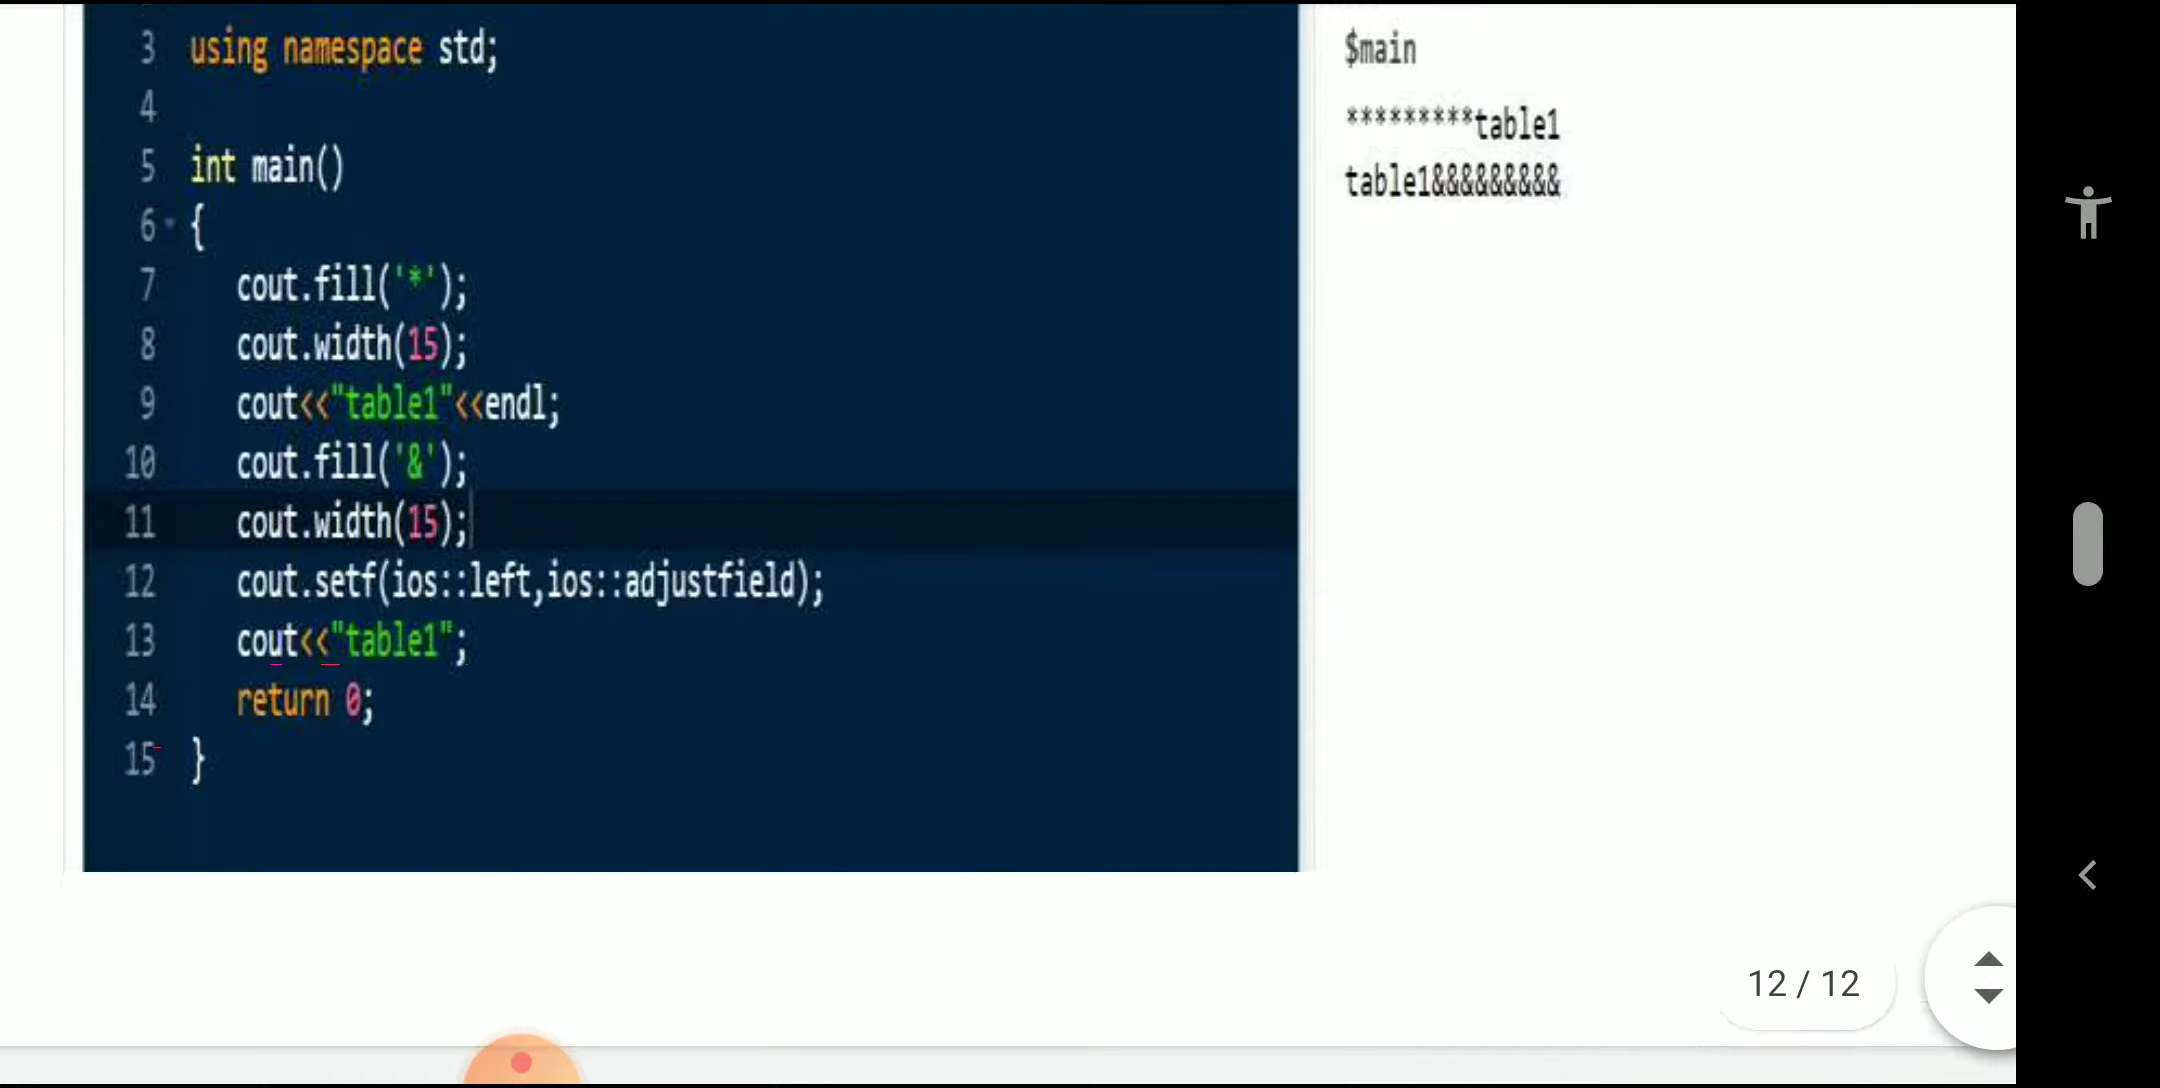 3 using namespace std;
4
5 int main()
6 {
7 cout.fill('*');
8 cout.width(15);
9 cout<<"table1"<<endl;
10 cout.fill('&');
11 cout.width(15);
12 cout.setf(ios::left,ios::adjustfield);
13 cout<<"table1";
14 return 0;
15 }
$main
*********table1
table1&&&&&&&&&
12 / 12